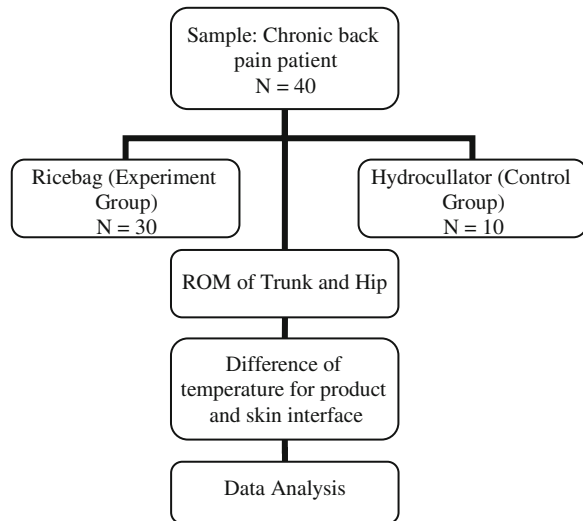 Sample: Chronic back
pain patient
N = 40
Ricebag (Experiment
Group)
N = 30
Hydrocullator (Control
Group)
N = 10
ROM of Trunk and Hip
Difference of
temperature for product
and skin interface
Data Analysis